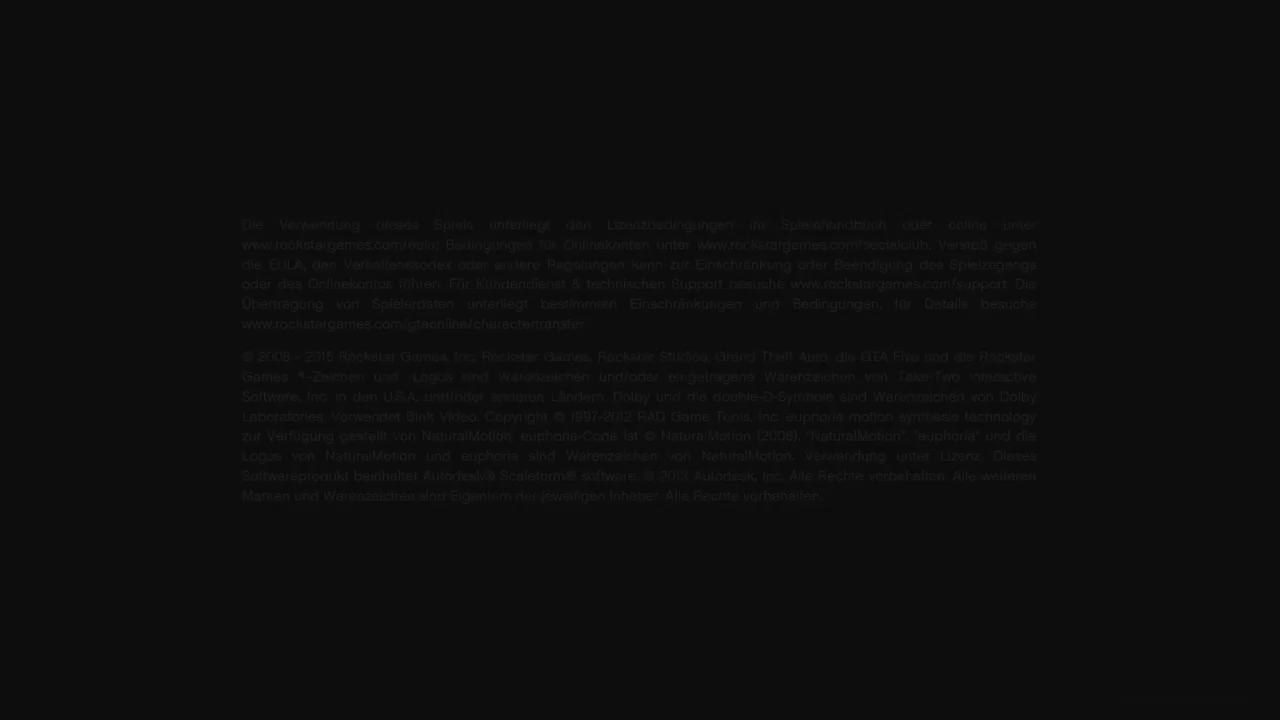 Die Verwendung dieses Spiels unterliegt den Lizenzbedingungen im Spielehandbuch oder online unter
www.rockstargames.com/eula; Bedingungen für Onlinekonten unter www.rockstargames.com/socialclub. Verstoß gegen
die EULA, den Verhaltenscodex oder andere Regelungen kann zur Einschränkung oder Beendigung des Spielzugangs
oder des Onlinekontos führen. Für Kundendienst & technischen Support besuche www.rockstargames.com/support. Die
Übertragung von Spielerdaten unterliegt bestimmten Einschränkungen und Bedingungen, für Details besuche
www.rockstargames.com/gtaonline/charactertransfer.
© 2008 - 2015 Rockstar Games, Inc. Rockstar Games, Rockstar Studios, Grand Theft Auto, die GTA Five und die Rockstar
Games ®-Zeichen und Logos sind Warenzeichen und/oder eingetragene Warenzeichen von Take-Two Interactive
Software, Inc. in den U.S.A. und/oder anderen Ländern. Dolby und die double-D-Symbole sind Warenzeichen von Dolby
Laboratories. Verwendet Bink Video. Copyright © 1997-2012 RAD Game Tools, Inc. euphoria motion synthesis technology
zur Verfügung gestellt von NaturalMotion. euphoria-Code ist © NaturalMotion (2008). "NaturalMotion", "euphoria" und die
Logos von NaturalMotion und euphoria sind Warenzeichen von NaturalMotion. Verwendung unter Lizenz. Dieses
Softwareprodukt beinhaltet Autodesk® Scaleform® software. © 2013 Autodesk, Inc. Alle Rechte vorbehalten. Alle weiteren
Marken und Warenzeichen sind Eigentum der jeweiligen Inhaber. Alle Rechte vorbehalten.